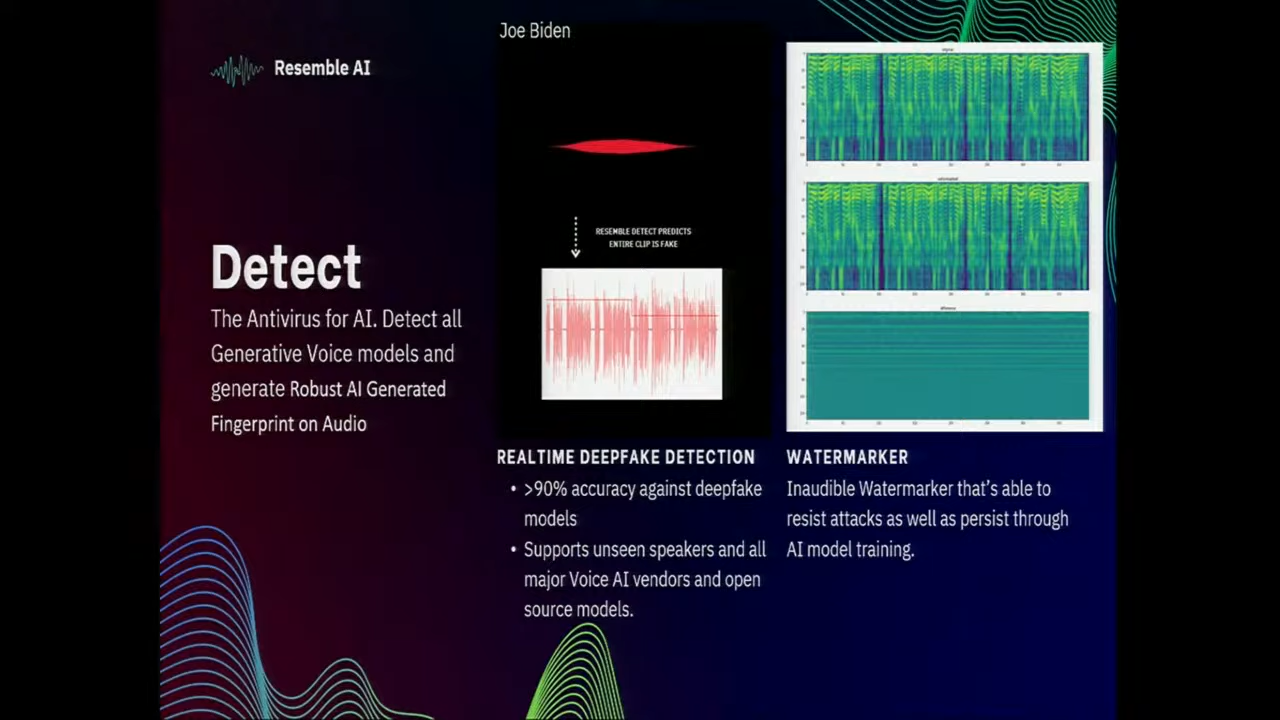 Resemble AI
Detect
The Antivirus for AI. Detect all
Generative Voice models and
generate Robust AI Generated
Fingerprint on Audio
Joe Biden
RESEMBLE DETECT PREDICTS
ENTIRE CLIP IS FAKE
REALTIME DEEPFAKE DETECTION
• >90% accuracy against deepfake
models
• Supports unseen speakers and all
major Voice AI vendors and open
source models.
WATERMARKER
Inaudible Watermarker that's able to
resist attacks as well as persist through
AI model training.